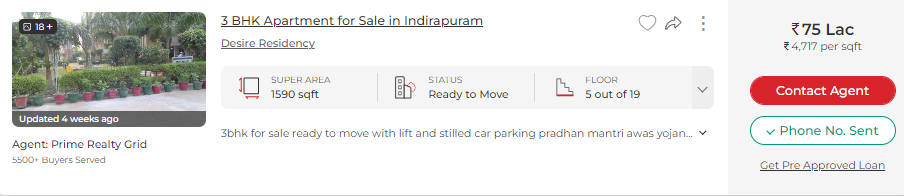 18+
Updated 4 weeks ago
Agent: Prime Realty Grid
5500+ Buyers Served
3 BHK Apartment for Sale in Indirapuram
Desire Residency
SUPER AREA
1590 sqft
STATUS
Ready to Move
FLOOR
5 out of 19
3bhk for sale ready to move with lift and stilled car parking pradhan mantri awas yojan...
₹75 Lac
₹4,717 per sqft
Contact Agent
Phone No. Sent
Get Pre Approved Loan